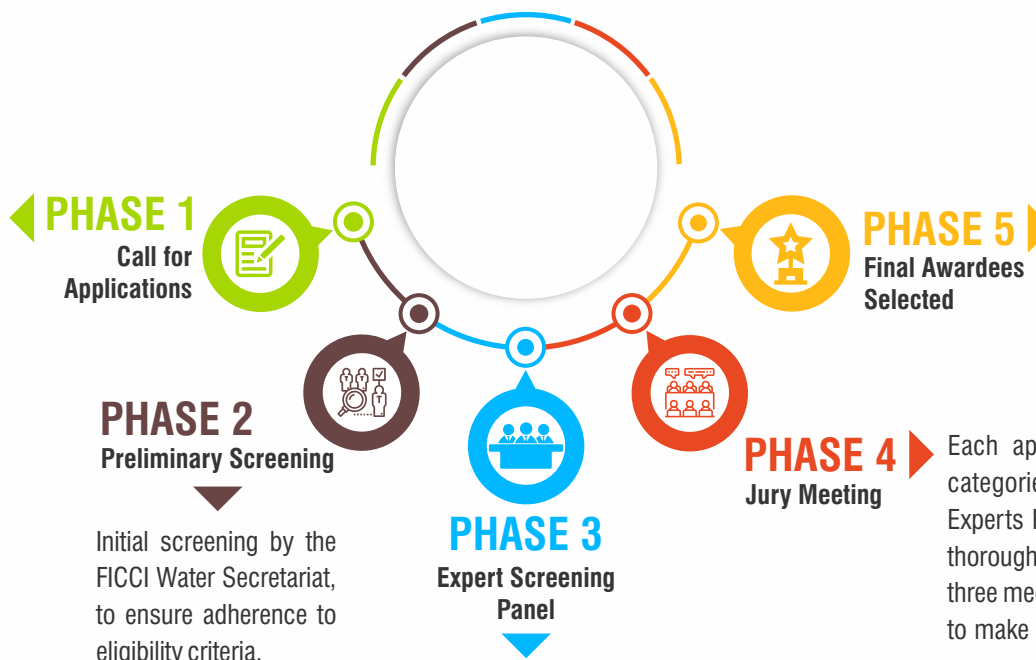 PHASE 1
Call for
Applications
PHASE 2
Preliminary Screening
Initial screening by the
FICCI Water Secretariat,
to ensure adherence to
eligibility criteria.
PHASE 3
Expert Screening
Panel
PHASE 4
Jury Meeting
Each
categorie
Experts
thorough
three
to make
PHASE 5
Final Awardees
Selected